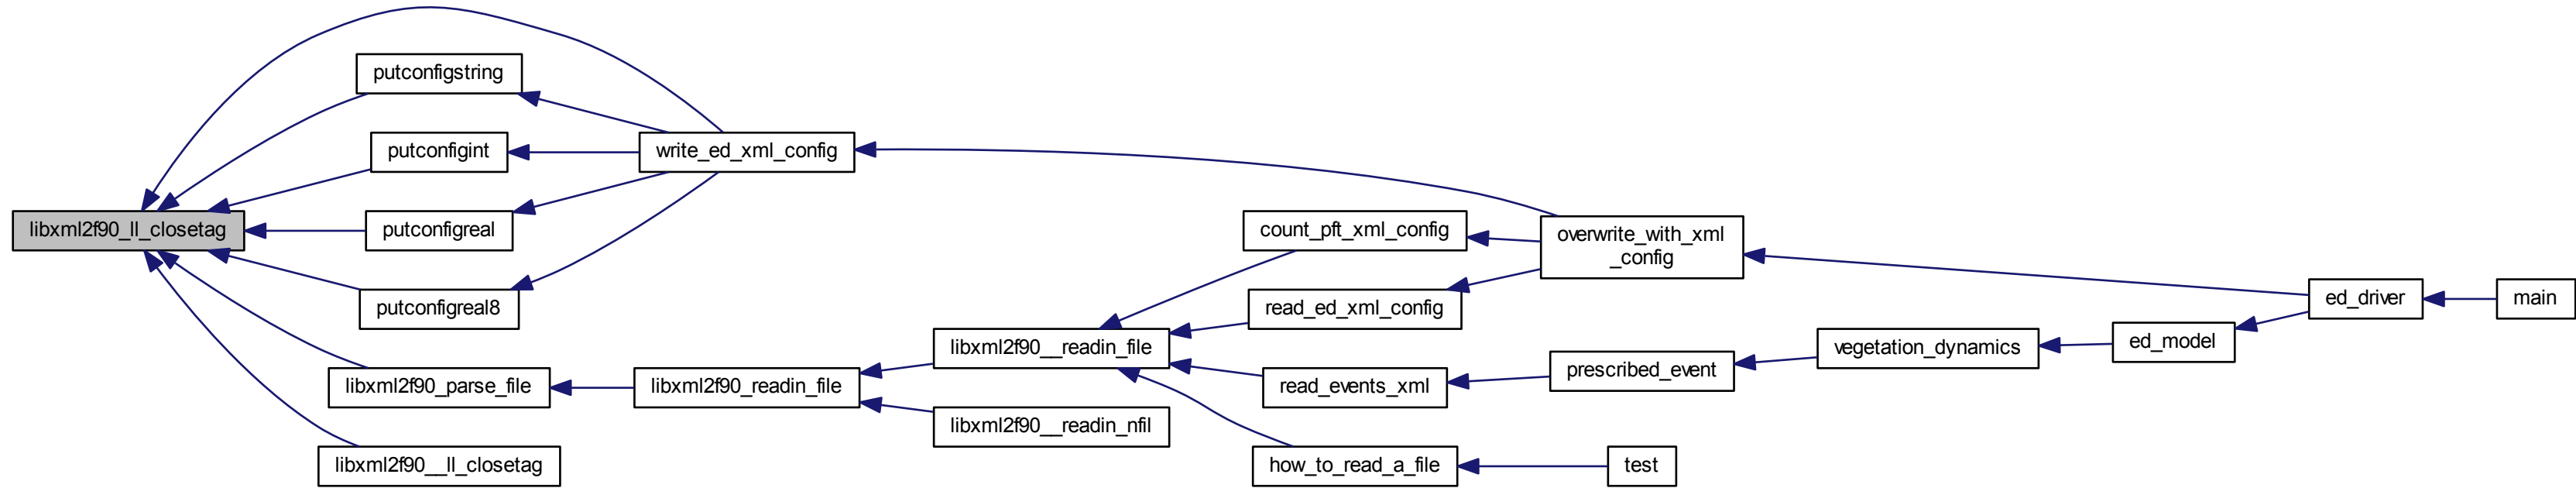 putconfigstring
putconfigint
write_ed_xml_config
libxml2f90_ll_closetag
putconfigreal
count_pft_xml_config
overwrite_with_xml
_config
putconfigreal8
read_ed_xml_config
ed_driver
main
libxml2f90__readin_file
vegetation_dynamics
ed_model
libxml2f90_parse_file
libxml2f90_readin_file
read_events_xml
prescribed_event
libxml2f90__readin_nfil
libxml2f90__ll_closetag
how_to_read_a_file
test